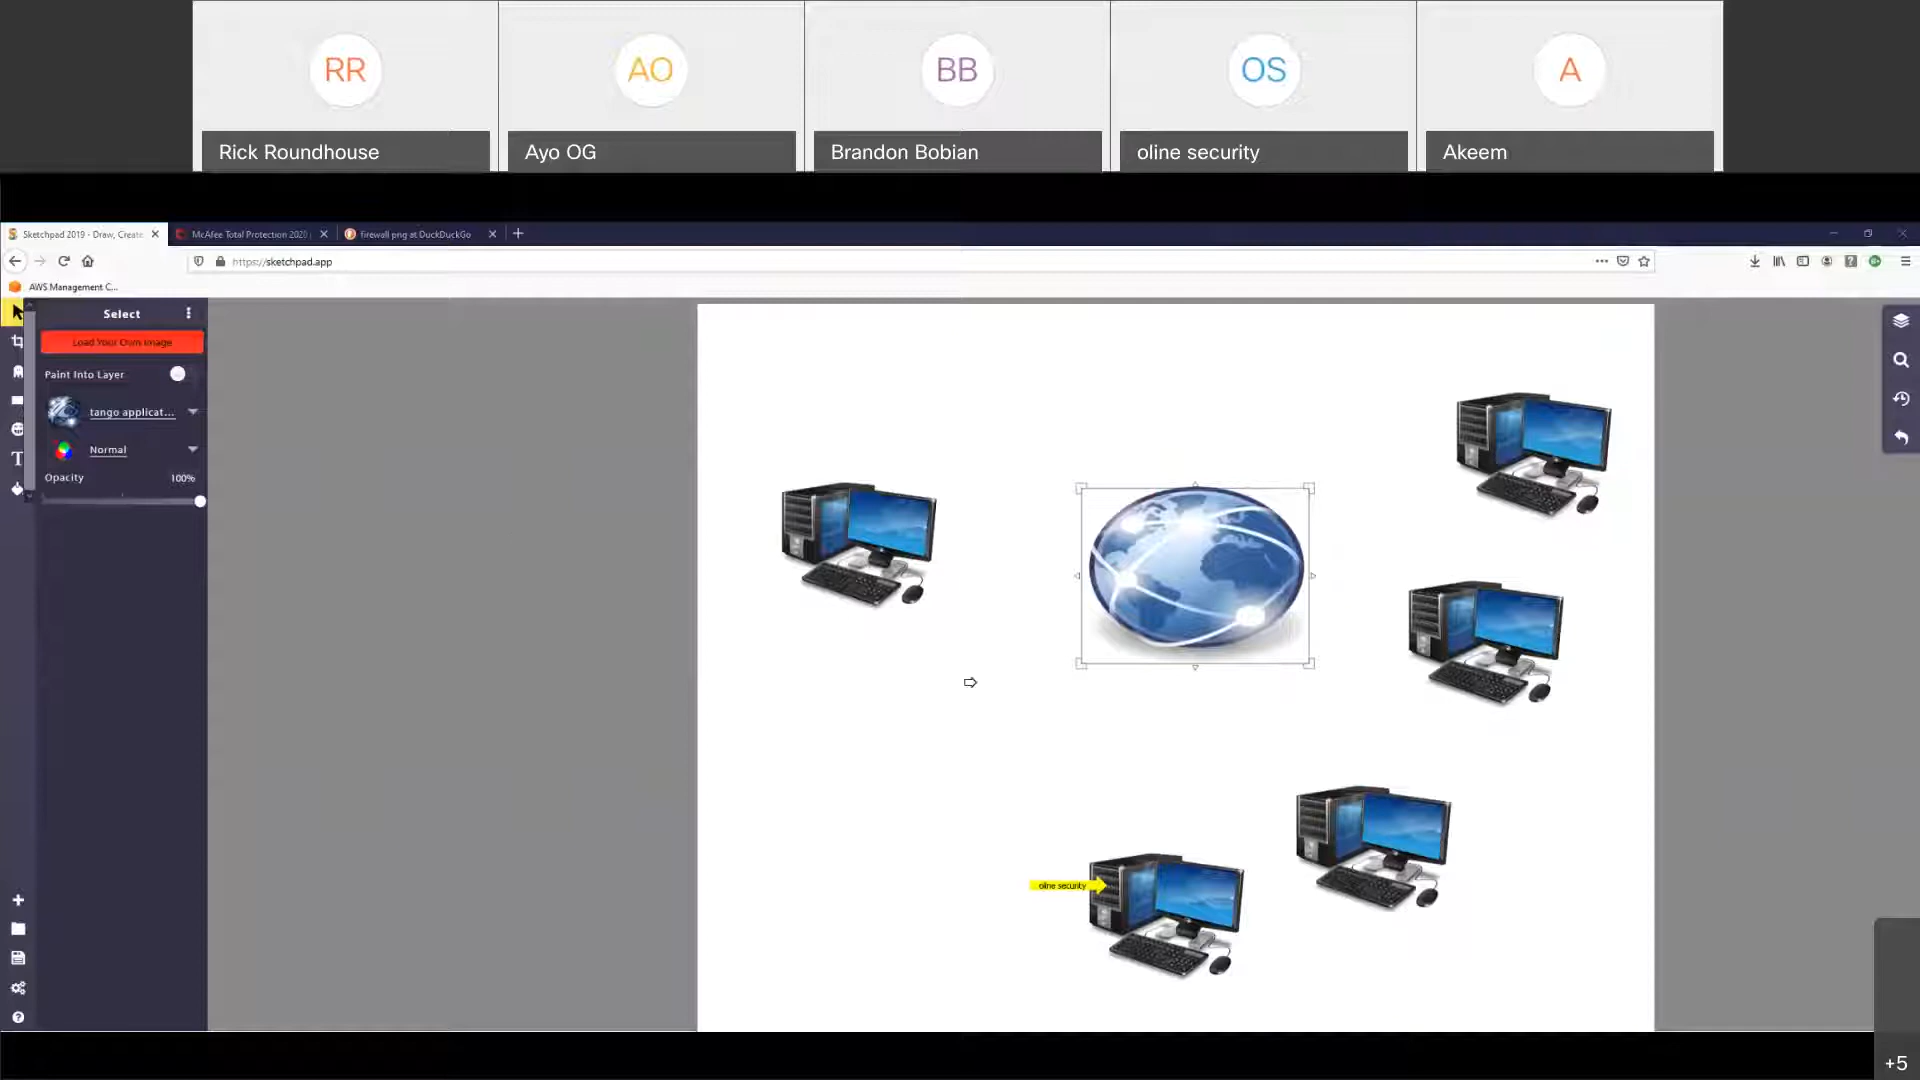 RR
AO
BB
OS
A
Rick Roundhouse
Ayo OG
Brandon Bobian
oline security
Akeem
Sketchpad 2019 - Draw, Create
McAfee Total Protection 2020
firewall png at DuckDuckGo
https://sketchpad.app
AWS Management C...
Select
Load Your Own Image
Paint Into Layer
tango applicat...
Normal
Opacity
100%
T
oline security
+5